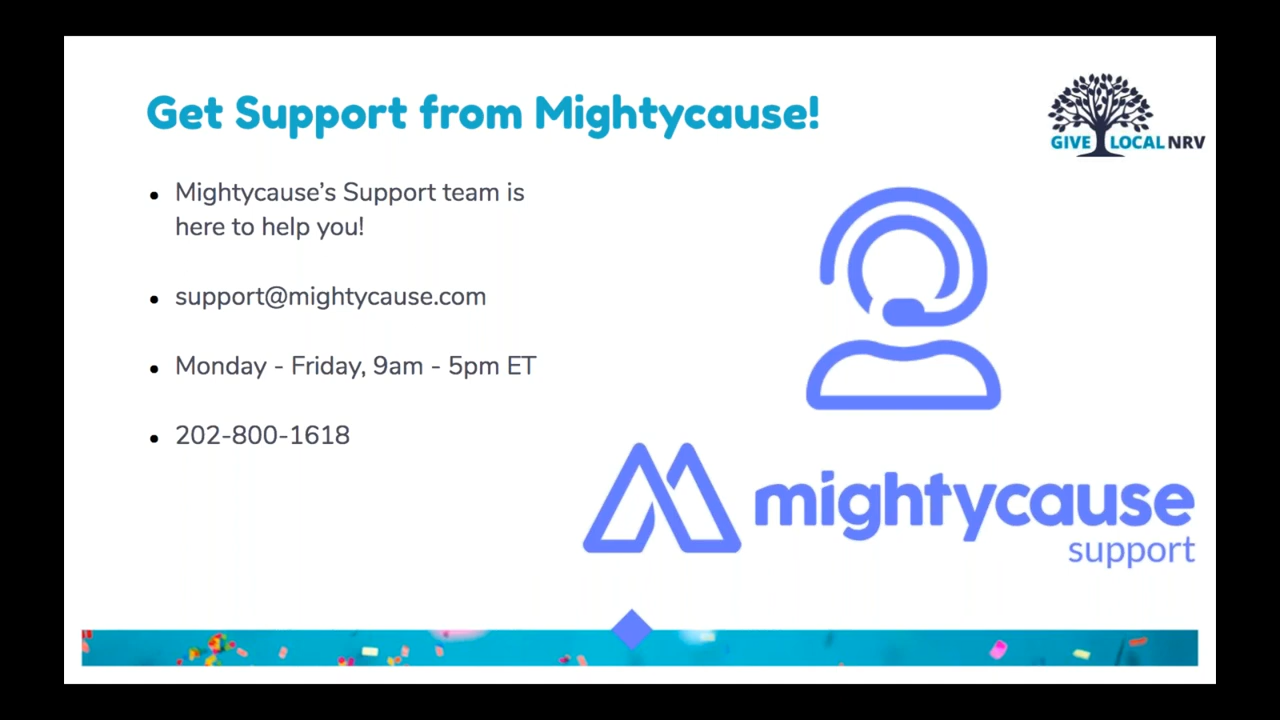 Get Support from Mightycause!
GIVE LOCAL NRV
• Mightycause’s Support team is
here to help you!
• support@mightycause.com
• Monday - Friday, 9am - 5pm ET
• 202-800-1618
mightycause
support